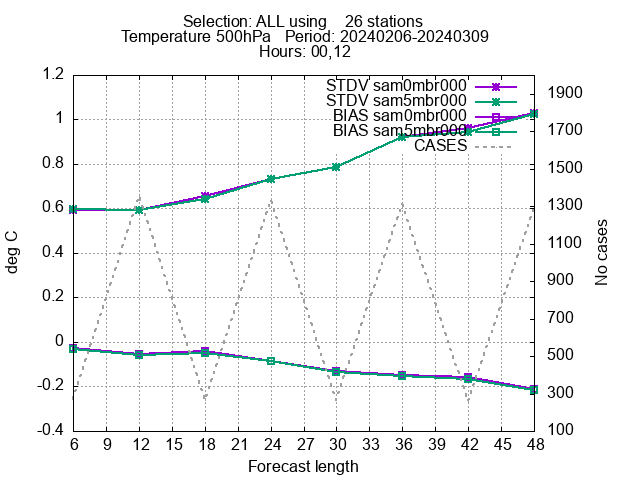 Selection: ALL using    26 stations
Temperature 500hPa   Period: 20240206-20240309
Hours: 00,12
STDV sam0mbr000
STDV sam5mbr000
BIAS sam0mbr000
BIAS sam5mbr000
CASES
1.2
1
0.8
0.6
0.4
0.2
0
-0.2
-0.4
deg C
1900
1700
1500
1300
1100
900
700
500
300
100
No cases
6 9 12 15 18 21 24 27 30 33 36 39 42 45 48
Forecast length